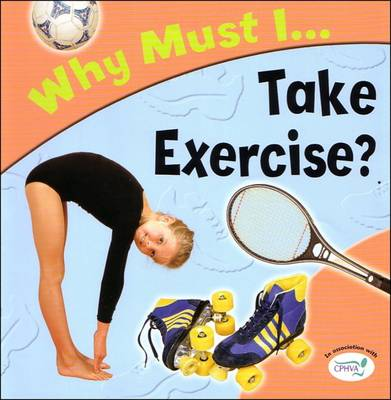 Why Must I...
Take
Exercise?
In association with
CPHVA